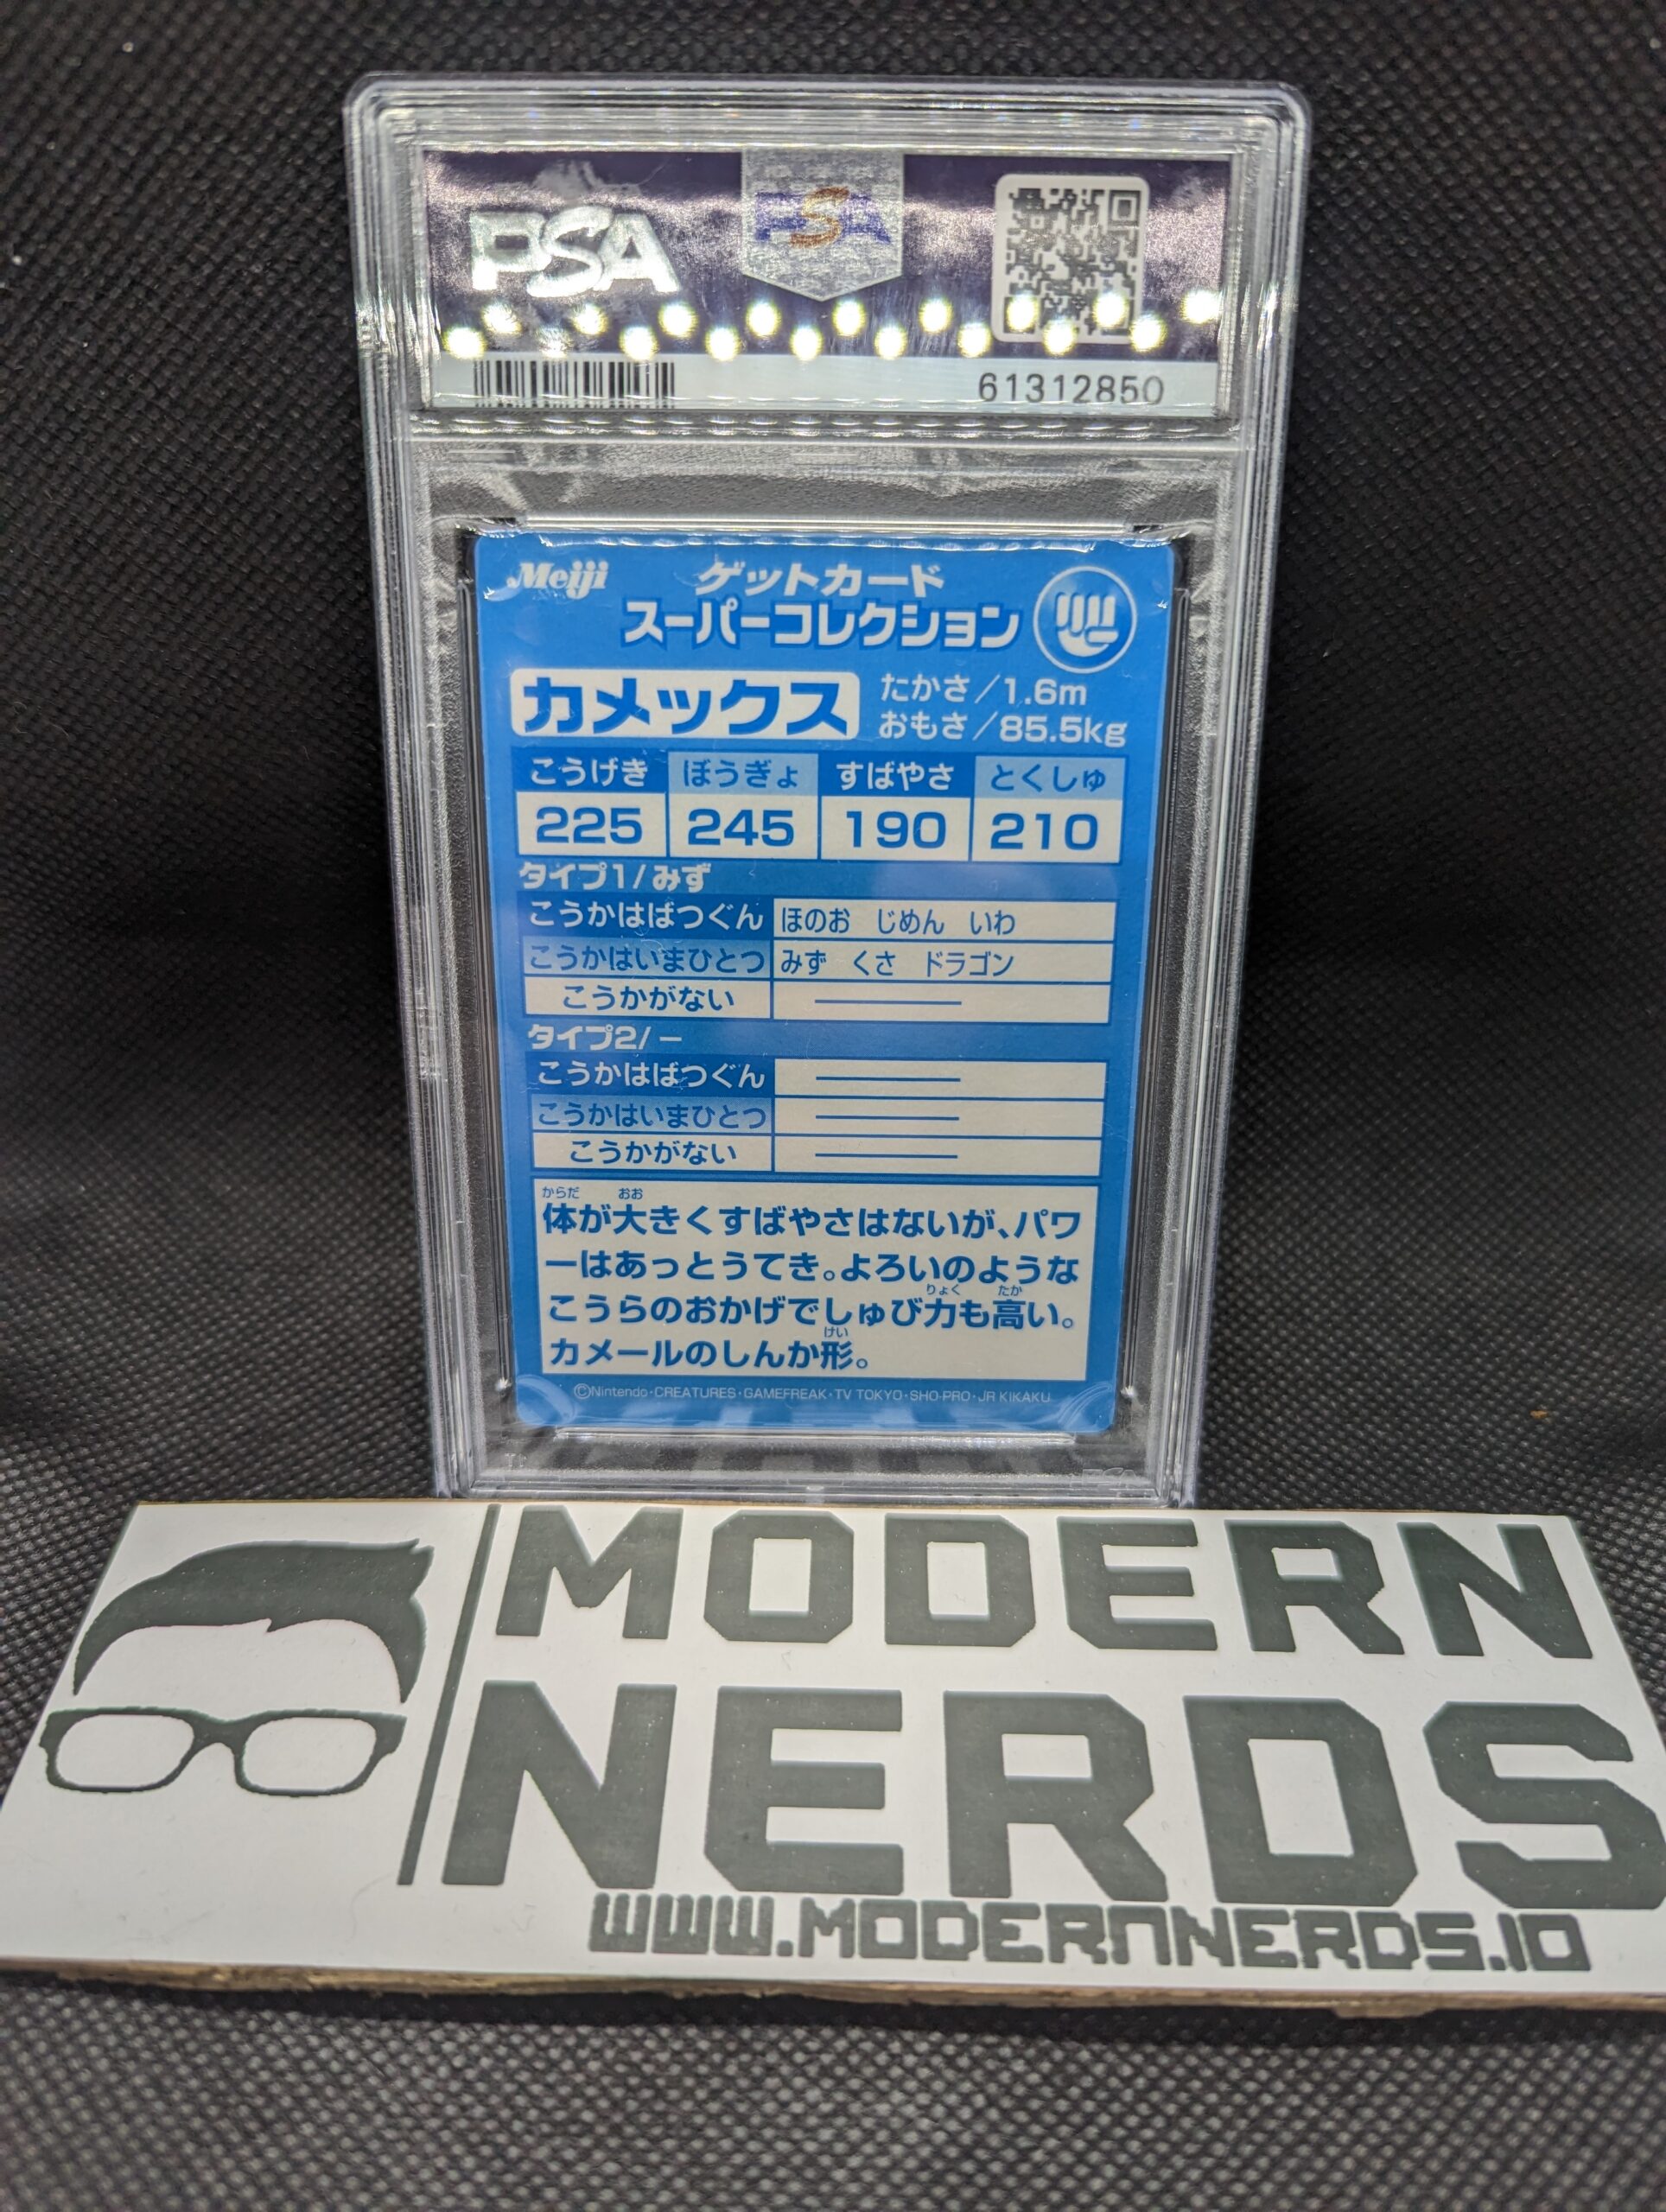 PSA
PSA
61312850
Meiji
ゲットカード
スーパーコレクション
カメックス
たかさ/1.6m
おもさ/85.5kg
こうげき ぼうぎょ すばやさ とくしゅ
225 245 190 210
タイプ1/みず
こうかはばつぐん ほのお じめん いわ
こうかはいまひとつ みず くさ ドラゴン
こうかがない ―
タイプ2/―
こうかはばつぐん ―
こうかはいまひとつ ―
こうかがない ―
からだ おお
体が大きくすばやさはないが、パワ
ーはあっとうてき。よろいのような
りょく たか
こうらのおかげでしゅび力も高い。
けい
カメールのしんか形。
©Nintendo・CREATURES・GAMEFREAK・TV TOKYO・SHO-PRO・JR KIKAKU
MODERN
NERDS
WWW.MODERNNERDS.IO